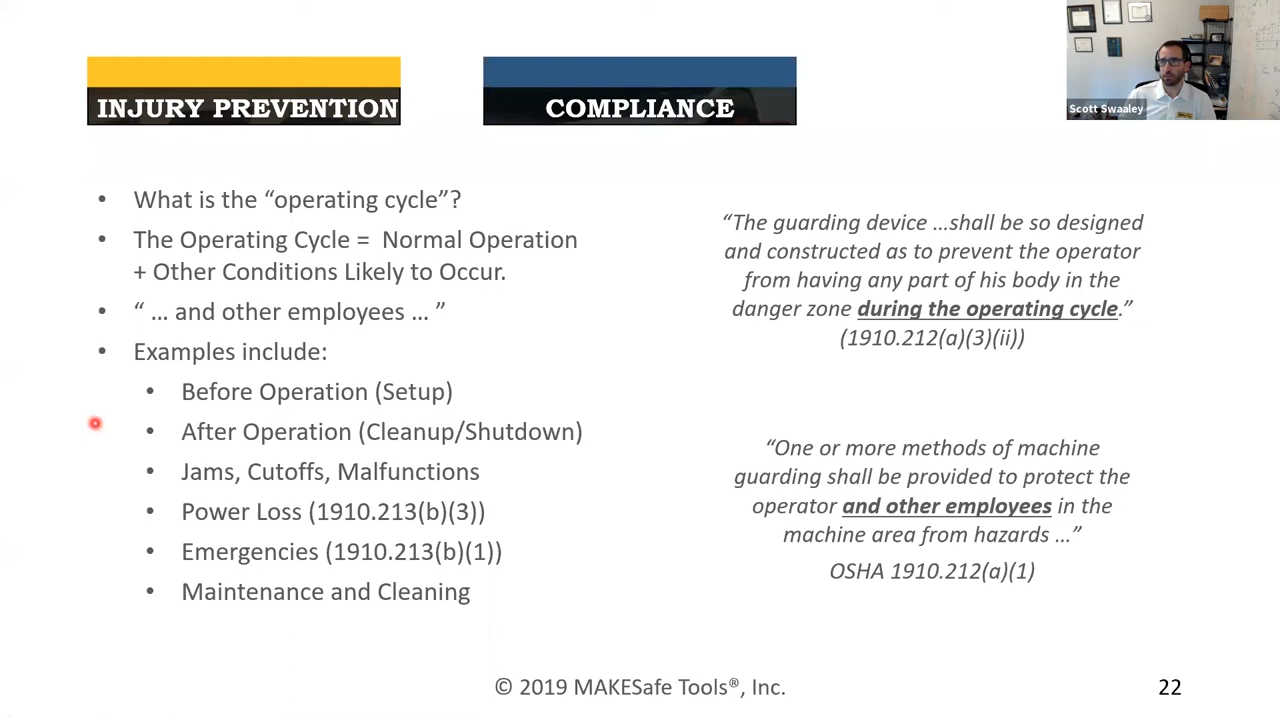 INJURY PREVENTION
COMPLIANCE
Scott Swaaley
• What is the “operating cycle”?
• The Operating Cycle = Normal Operation
+ Other Conditions Likely to Occur.
• “ … and other employees … ”
• Examples include:
• Before Operation (Setup)
• After Operation (Cleanup/Shutdown)
• Jams, Cutoffs, Malfunctions
• Power Loss (1910.213(b)(3))
• Emergencies (1910.213(b)(1))
• Maintenance and Cleaning
“The guarding device …shall be so designed
and constructed as to prevent the operator
from having any part of his body in the
danger zone during the operating cycle.”
(1910.212(a)(3)(ii))
“One or more methods of machine
guarding shall be provided to protect the
operator and other employees in the
machine area from hazards …”
OSHA 1910.212(a)(1)
© 2019 MAKESafe Tools®, Inc.
22